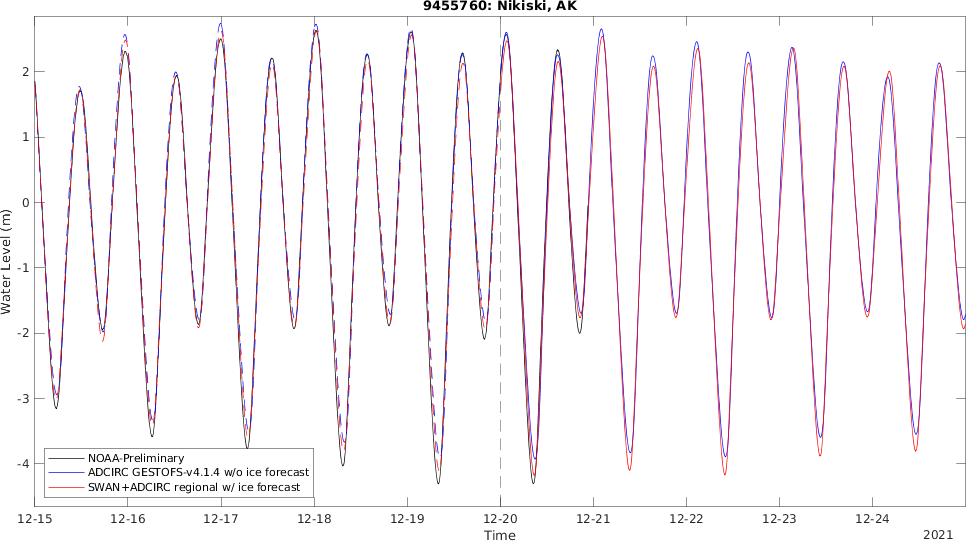 9455760: Nikiski, AK
Water Level (m)
2
1
0
-1
-2
-3
-4
NOAA-Preliminary
ADCIRC GESTOFS-v4.1.4 w/o ice forecast
SWAN+ADCIRC regional w/ ice forecast
12-15 12-16 12-17 12-18 12-19 12-20 12-21 12-22 12-23 12-24
Time
2021